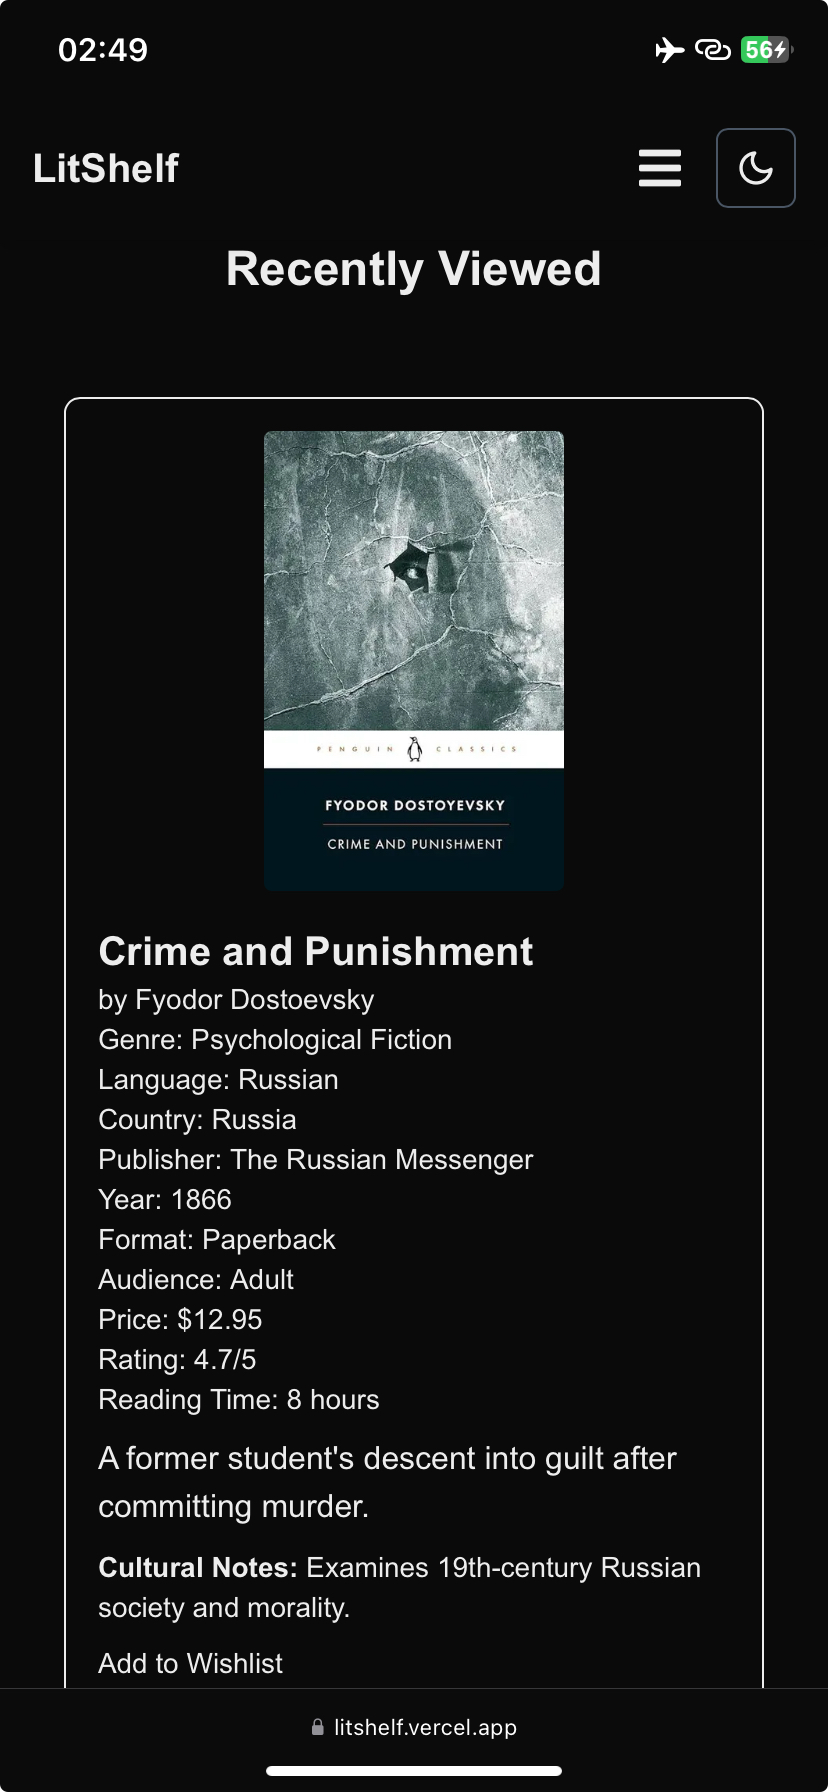 02:49
56
LitShelf
Recently Viewed
PENGUIN CLASSICS
FYODOR DOSTOYEVSKY
CRIME AND PUNISHMENT
Crime and Punishment
by Fyodor Dostoevsky
Genre: Psychological Fiction
Language: Russian
Country: Russia
Publisher: The Russian Messenger
Year: 1866
Format: Paperback
Audience: Adult
Price: $12.95
Rating: 4.7/5
Reading Time: 8 hours
A former student's descent into guilt after
committing murder.
Cultural Notes: Examines 19th-century Russian
society and morality.
Add to Wishlist
litshelf.vercel.app